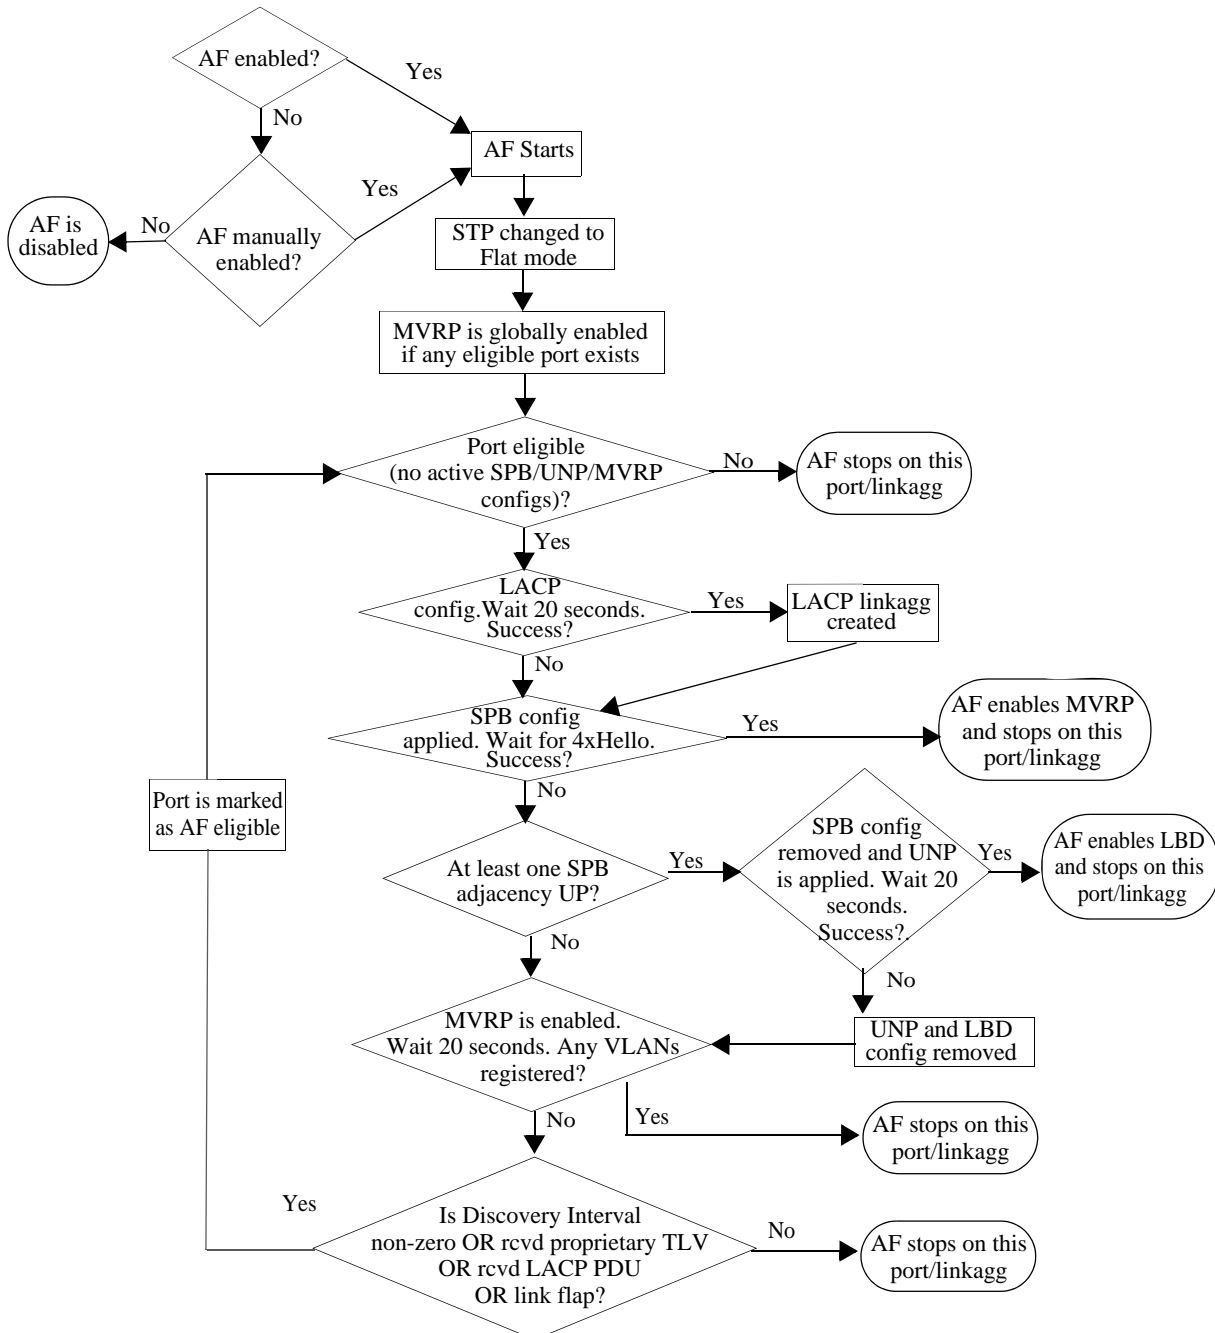 AF enabled?
Yes
No
AF Starts
Yes
AF is
disabled
No
AF manually
enabled?
STP changed to
Flat mode
MVRP is globally enabled
if any eligible port exists
Port eligible
(no active SPB/UNP/MVRP
configs)?
No
AF stops on this
port/linkagg
Yes
LACP
config.Wait 20 seconds.
Success?
Yes
LACP linkagg
created
No
SPB config
applied. Wait for 4xHello.
Success?
Yes
AF enables MVRP
and stops on this
port/linkagg
No
Port is marked
as AF eligible
At least one SPB
adjacency UP?
Yes
SPB config
removed and UNP
is applied. Wait 20
seconds.
Success?.
Yes
AF enables LBD
and stops on this
port/linkagg
No
No
MVRP is enabled.
Wait 20 seconds. Any VLANs
registered?
UNP and LBD
config removed
No
Yes
AF stops on this
port/linkagg
Yes
Is Discovery Interval
non-zero OR rcvd proprietary TLV
OR rcvd LACP PDU
OR link flap?
No
AF stops on this
port/linkagg